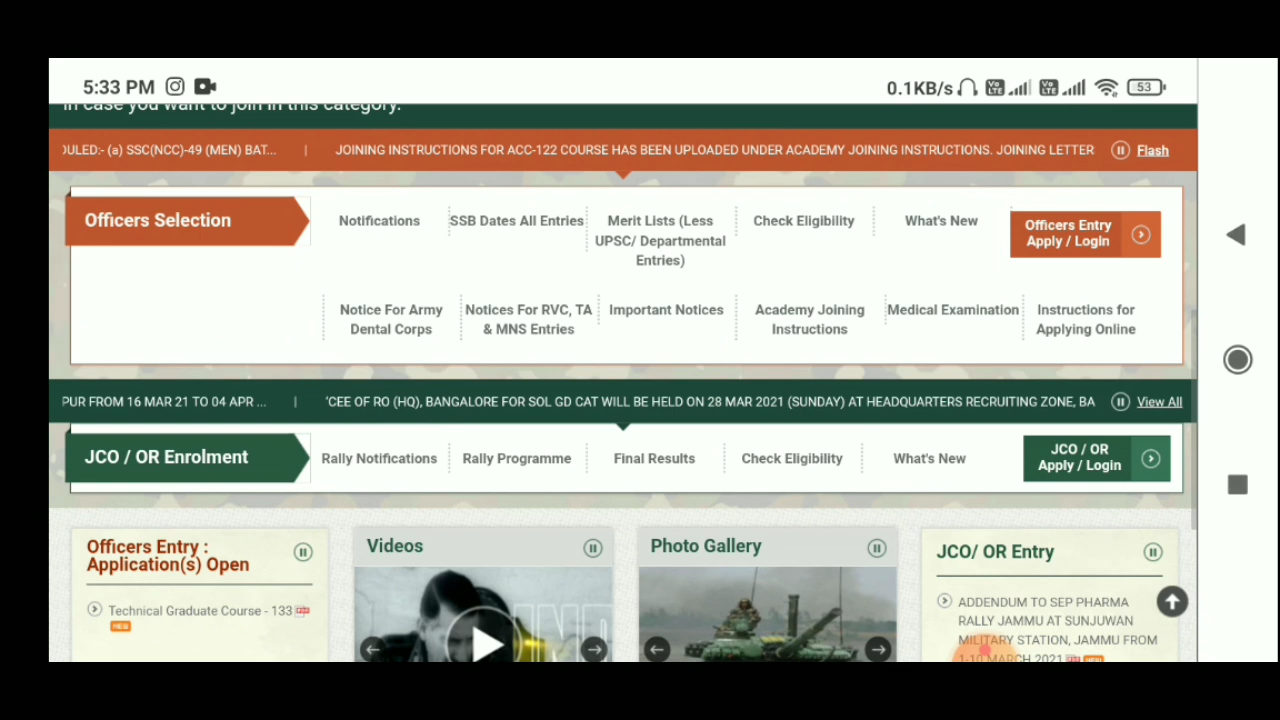 5:33 PM
0.1KB/s
53
in case you want to join in this category.
OULED:- (a) SSC(NCC)-49 (MEN) BAT... | JOINING INSTRUCTIONS FOR ACC-122 COURSE HAS BEEN UPLOADED UNDER ACADEMY JOINING INSTRUCTIONS. JOINING LETTER
Flash
Officers Selection
Notifications
SSB Dates All Entries
Merit Lists (Less
UPSC/ Departmental
Entries)
Check Eligibility
What's New
Officers Entry
Apply / Login
Notice For Army
Dental Corps
Notices For RVC, TA
& MNS Entries
Important Notices
Academy Joining
Instructions
Medical Examination
Instructions for
Applying Online
PUR FROM 16 MAR 21 TO 04 APR ... | 'CEE OF RO (HQ), BANGALORE FOR SOL GD CAT WILL BE HELD ON 28 MAR 2021 (SUNDAY) AT HEADQUARTERS RECRUITING ZONE, BA
View All
JCO / OR Enrolment
Rally Notifications
Rally Programme
Final Results
Check Eligibility
What's New
JCO / OR
Apply / Login
Officers Entry :
Application(s) Open
Technical Graduate Course - 133
NEW
Videos
Photo Gallery
JCO/ OR Entry
ADDENDUM TO SEP PHARMA
RALLY JAMMU AT SUNJUWAN
MILITARY STATION, JAMMU FROM
1-10 MARCH 2021